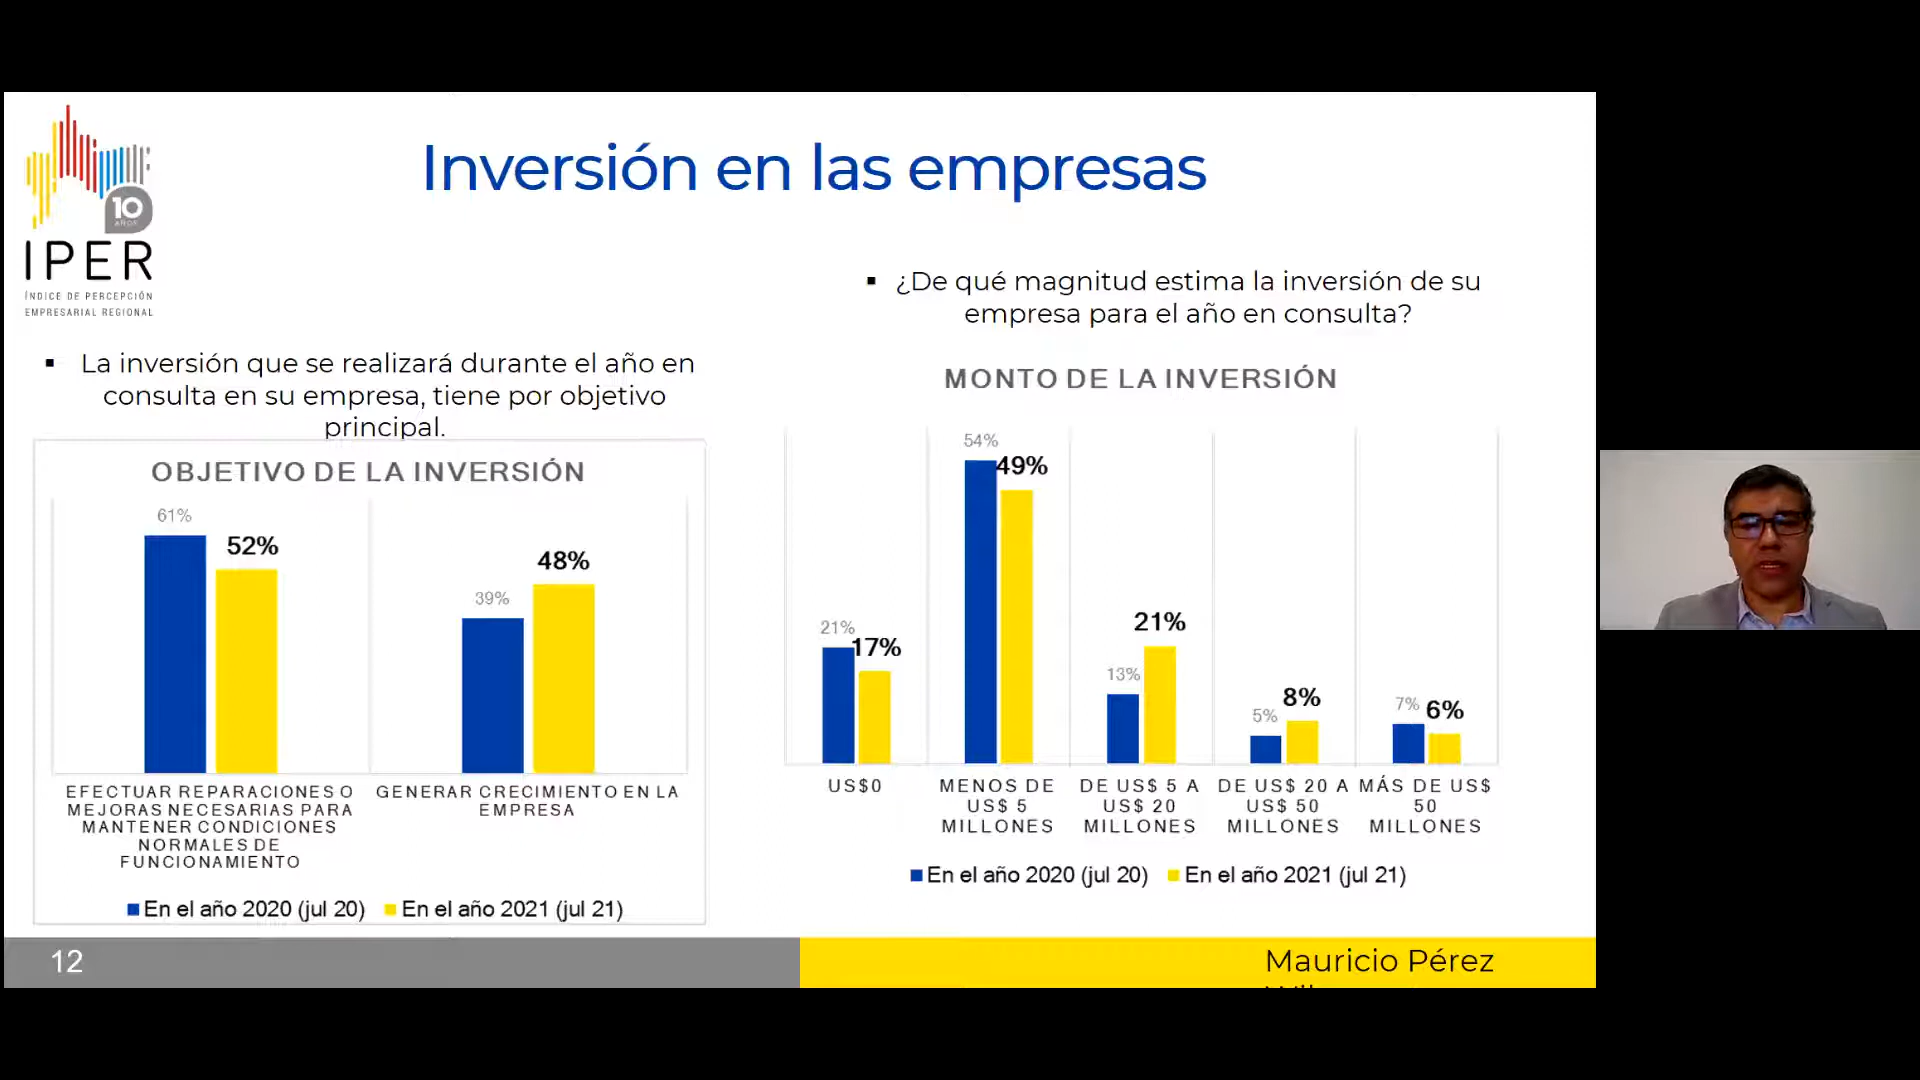 10
AÑOS
IPER
ÍNDICE DE PERCEPCIÓN
EMPRESARIAL REGIONAL
Inversión en las empresas
▪ La inversión que se realizará durante el año en
consulta en su empresa, tiene por objetivo
principal.
OBJETIVO DE LA INVERSIÓN
61%
52%
39%
48%
EFECTUAR REPARACIONES O
MEJORAS NECESARIAS PARA
MANTENER CONDICIONES
NORMALES DE
FUNCIONAMIENTO
GENERAR CRECIMIENTO EN LA
EMPRESA
En el año 2020 (jul 20) En el año 2021 (jul 21)
▪ ¿De qué magnitud estima la inversión de su
empresa para el año en consulta?
MONTO DE LA INVERSIÓN
21%
17%
54%
49%
13%
21%
5%
8%
7%
6%
US$0
MENOS DE
US$ 5
MILLONES
DE US$ 5 A
US$ 20
MILLONES
DE US$ 20 A
US$ 50
MILLONES
MÁS DE US$
50
MILLONES
En el año 2020 (jul 20) En el año 2021 (jul 21)
12
Mauricio Pérez